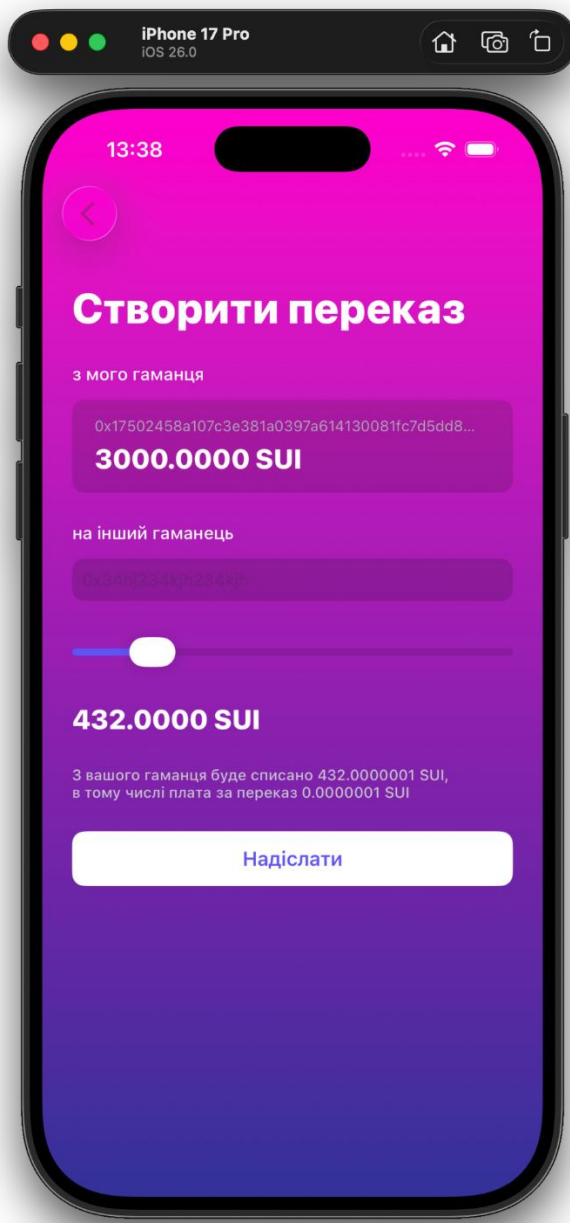 iPhone 17 Pro
iOS 26.0
13:38
Створити переказ
з мого гаманця
0x17502458a107c3e381a0397a614130081fc7d5dd8...
3000.0000 SUI
на інший гаманець
432.0000 SUI
З вашого гаманця буде списано 432.0000001 SUI,
в тому числі плата за переказ 0.0000001 SUI
Надіслати